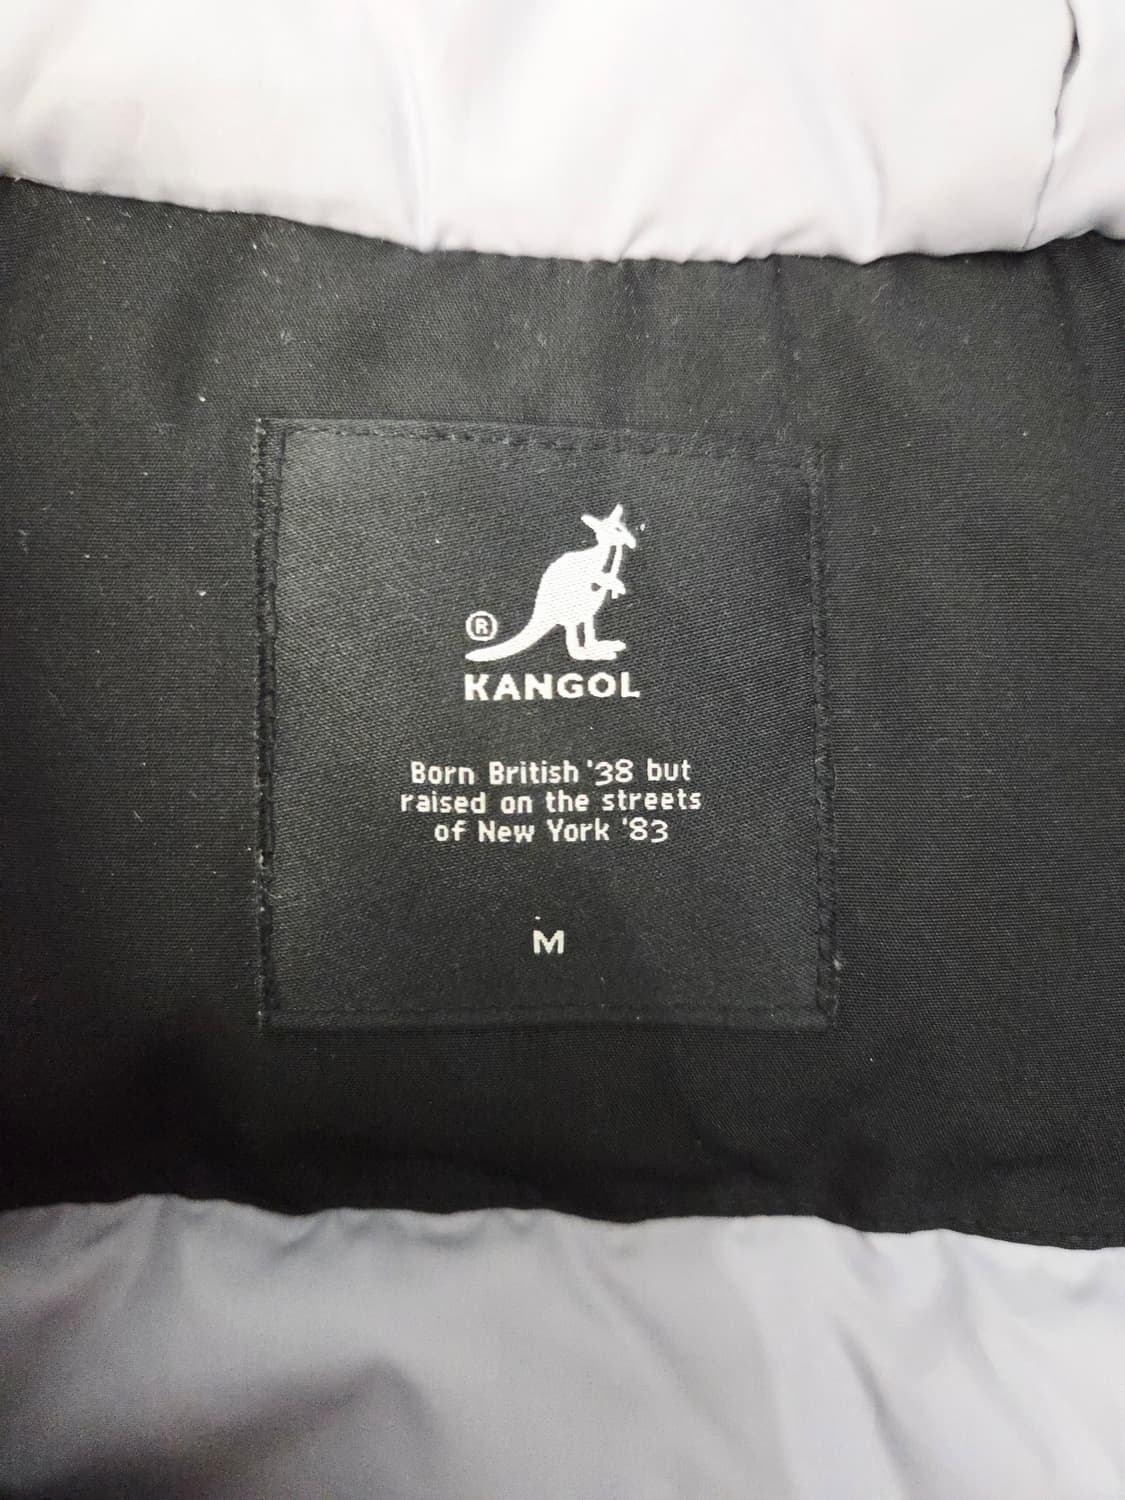 ®
KANGOL
Born British '38 but
raised on the streets
of New York '83
M